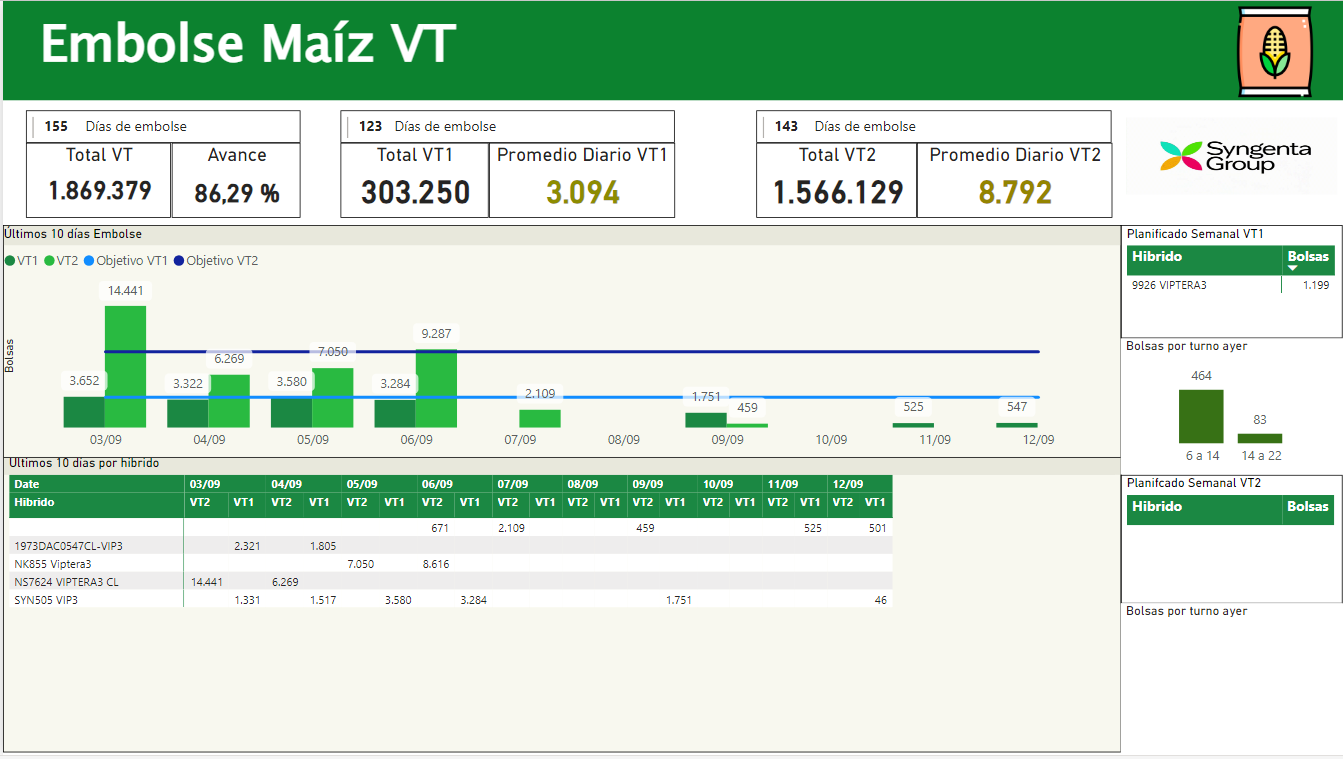 Embolse Maíz VT
155 Días de embolse
Total VT Avance
1.869.379 86,29 %
123 Días de embolse
Total VT1 Promedio Diario VT1
303.250 3.094
143 Días de embolse
Total VT2 Promedio Diario VT2
1.566.129 8.792
Syngenta
Group
Últimos 10 días Embolse
VT1 VT2 Objetivo VT1 Objetivo VT2
Bolsas
14.441
9.287
7.050
6.269
3.652 3.322 3.580 3.284
2.109
1.751
459 525 547
03/09 04/09 05/09 06/09 07/09 08/09 09/09 10/09 11/09 12/09
Últimos 10 dias por hibrido
Date 03/09 04/09 05/09 06/09 07/09 08/09 09/09 10/09 11/09 12/09
Hibrido VT2 VT1 VT2 VT1 VT2 VT1 VT2 VT1 VT2 VT1 VT2 VT1 VT2 VT1 VT2 VT1 VT2 VT1 VT2 VT1
671 2.109 459 525 501
1973DAC0547CL-VIP3 2.321 1.805
NK855 Viptera3 7.050 8.616
NS7624 VIPTERA3 CL 14.441 6.269
SYN505 VIP3 1.331 1.517 3.580 3.284 1.751 46
Planificado Semanal VT1
Hibrido Bolsas
9926 VIPTERA3 1.199
Bolsas por turno ayer
464
83
6 a 14 14 a 22
Planifcado Semanal VT2
Hibrido Bolsas
Bolsas por turno ayer